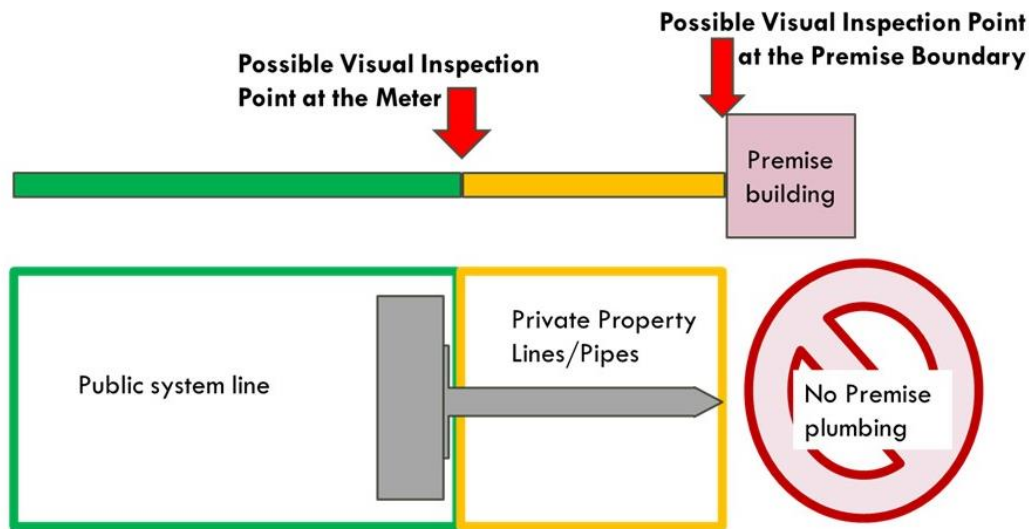 Possible Visual Inspection Point
at the Premise Boundary
Possible Visual Inspection
Point at the Meter
Premise
building
Public system line
Private Property
Lines/Pipes
No Premise
plumbing